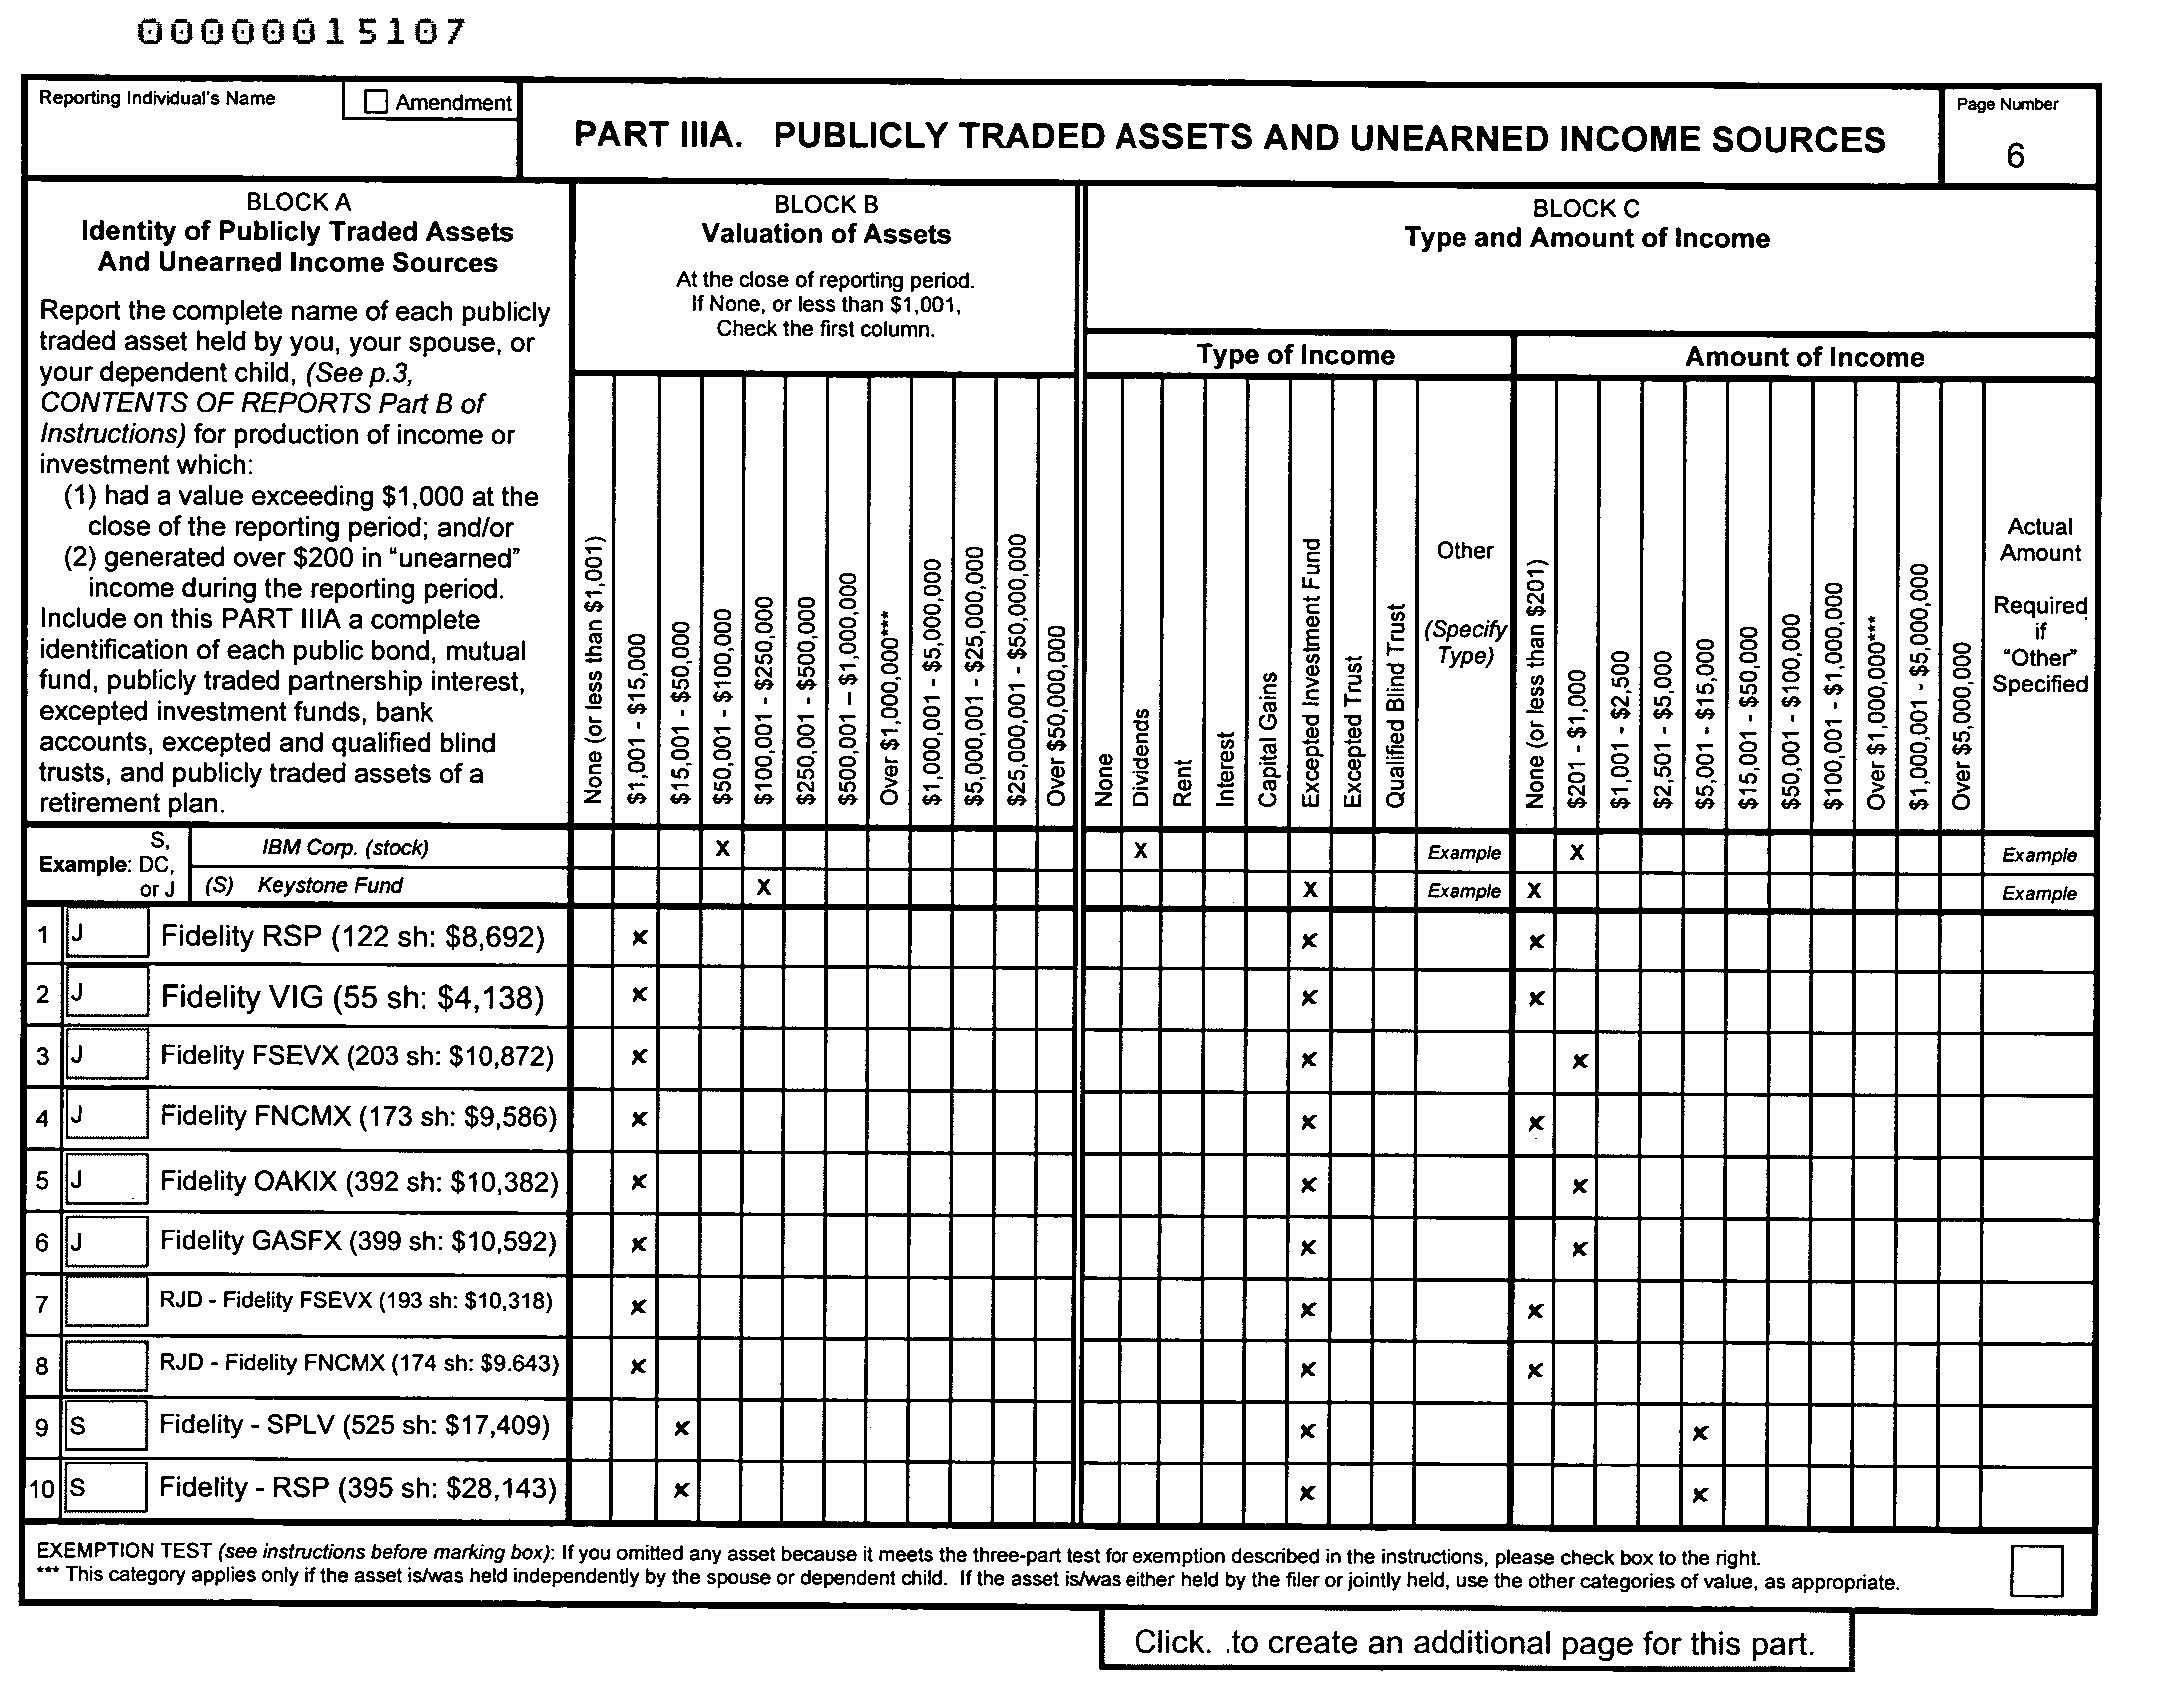 00000015107
Reporting Individual's Name
Amendment
PART IIIA. PUBLICLY TRADED ASSETS AND UNEARNED INCOME SOURCES
Page Number
6
BLOCK A
Identity of Publicly Traded Assets
And Unearned Income Sources
Report the complete name of each publicly
traded asset held by you, your spouse, or
your dependent child, (See p.3,
CONTENTS OF REPORTS Part B of
Instructions) for production of income or
investment which:
(1) had a value exceeding $1,000 at the
close of the reporting period; and/or
(2) generated over $200 in "unearned"
income during the reporting period.
Include on this PART IIIA a complete
identification of each public bond, mutual
fund, publicly traded partnership interest,
excepted investment funds, bank
accounts, excepted and qualified blind
trusts, and publicly traded assets of a
retirement plan.
BLOCK B
Valuation of Assets
At the close of reporting period.
If None, or less than $1,001,
Check the first column.
None (or less than $1,001)
$1,001 - $15,000
$15,001 - $50,000
$50,001 - $100,000
$100,001 - $250,000
$250,001 - $500,000
$500,001 – $1,000,000
Over $1,000,000***
$1,000,001 - $5,000,000
$5,000,001 - $25,000,000
$25,000,001 - $50,000,000
Over $50,000,000
BLOCK C
Type and Amount of Income
Type of Income
None
Dividends
Rent
Interest
Capital Gains
Excepted Investment Fund
Excepted Trust
Qualified Blind Trust
Other
(Specify
Type)
Amount of Income
None (or less than $201)
$201 - $1,000
$1,001 - $2,500
$2,501 - $5,000
$5,001 - $15,000
$15,001 - $50,000
$50,001 - $100,000
$100,001 - $1,000,000
Over $1,000,000***
$1,000,001 - $5,000,000
Over $5,000,000
Actual
Amount
Required
if
"Other"
Specified
Example: S, DC, or J
IBM Corp. (stock) X X Example X Example
(S) Keystone Fund X X Example X Example
1 J Fidelity RSP (122 sh: $8,692) x x x
2 J Fidelity VIG (55 sh: $4,138) x x x
3 J Fidelity FSEVX (203 sh: $10,872) x x x
4 J Fidelity FNCMX (173 sh: $9,586) x x x
5 J Fidelity OAKIX (392 sh: $10,382) x x x
6 J Fidelity GASFX (399 sh: $10,592) x x x
7 RJD - Fidelity FSEVX (193 sh: $10,318) x x x
8 RJD - Fidelity FNCMX (174 sh: $9.643) x x x
9 S Fidelity - SPLV (525 sh: $17,409) x x x
10 S Fidelity - RSP (395 sh: $28,143) x x x
EXEMPTION TEST (see instructions before marking box): If you omitted any asset because it meets the three-part test for exemption described in the instructions, please check box to the right.
*** This category applies only if the asset is/was held independently by the spouse or dependent child. If the asset is/was either held by the filer or jointly held, use the other categories of value, as appropriate.
Click. .to create an additional page for this part.